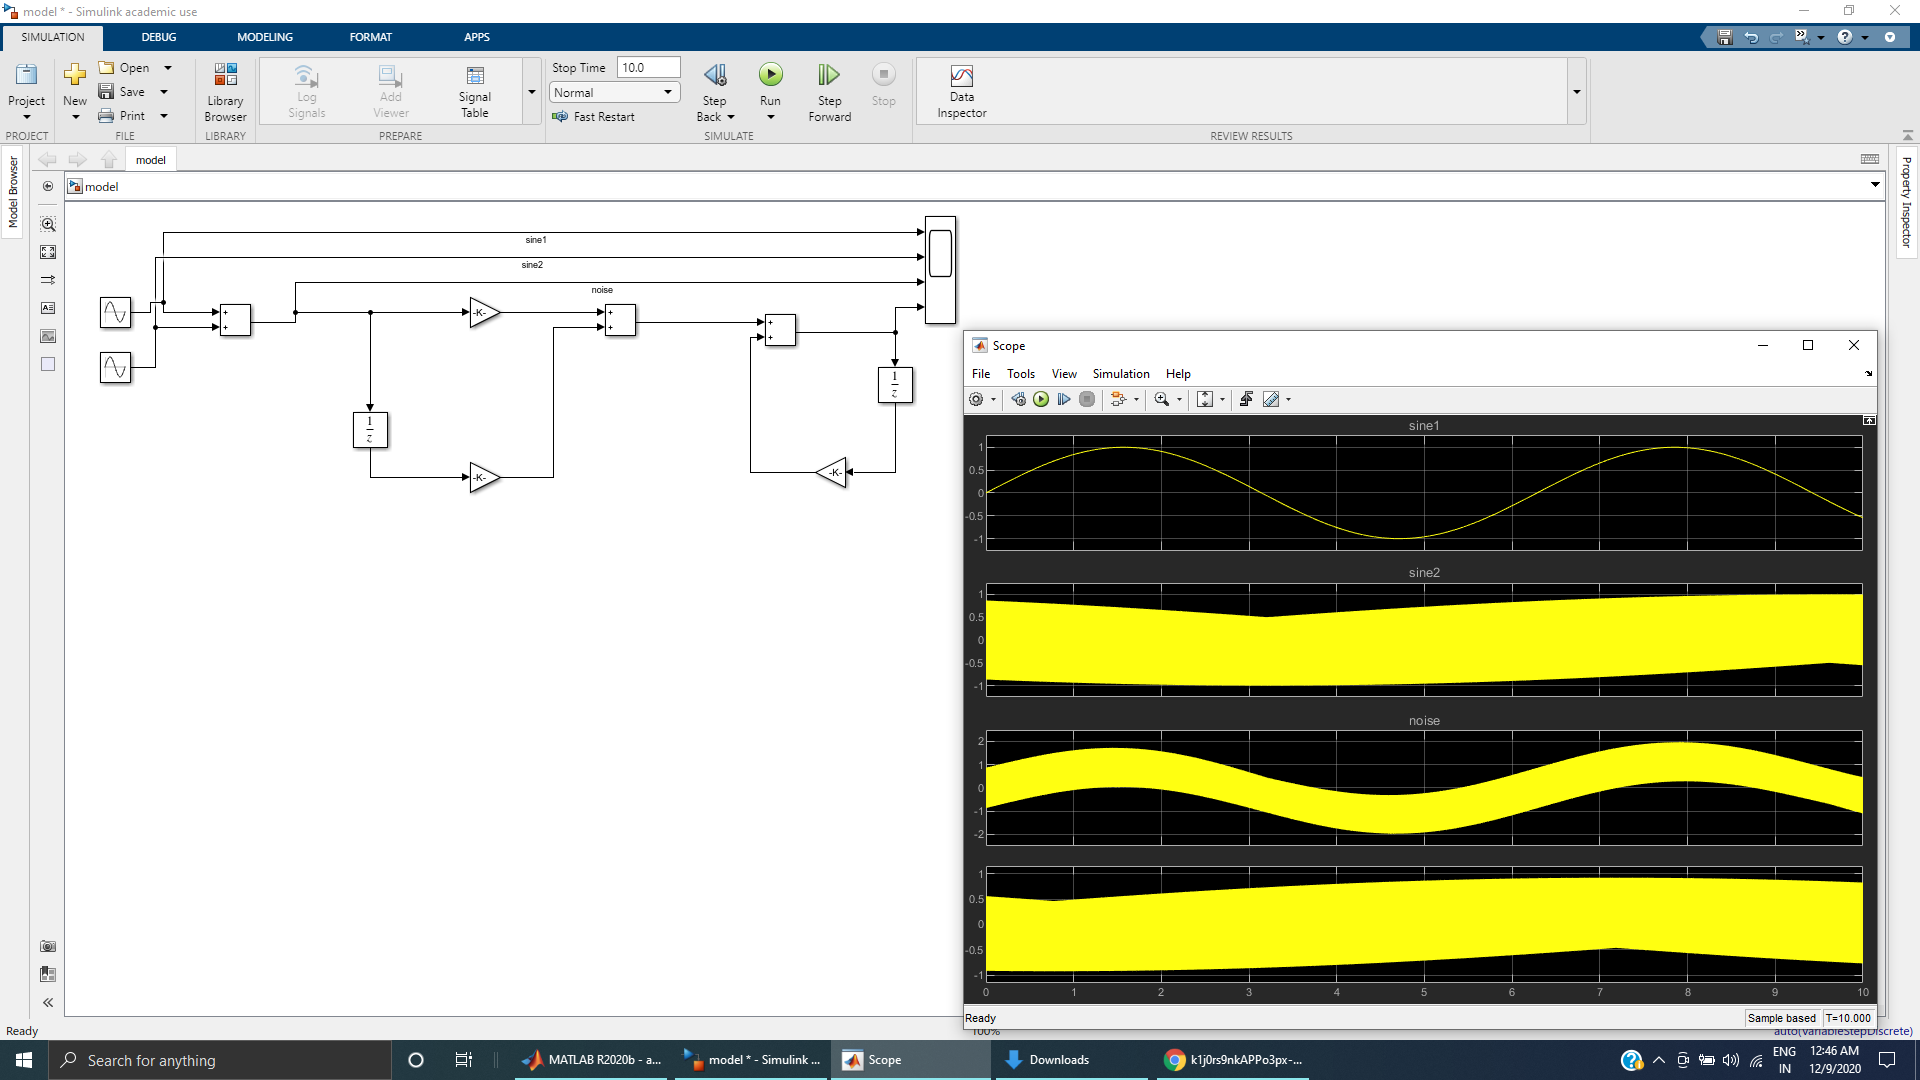 model * - Simulink academic use
SIMULATION DEBUG MODELING FORMAT APPS
Project
PROJECT
New
Open
Save
Print
FILE
Library
Browser
LIBRARY
Log
Signals
Add
Viewer
Signal
Table
PREPARE
Stop Time 10.0
Normal
Fast Restart
Step
Back
Run
Step
Forward
Stop
SIMULATE
Data
Inspector
REVIEW RESULTS
Model Browser
Property Inspector
model
model
sine1
sine2
noise
+
+
-K-
+
+
+
+
1
z
-K-
1
z
-K-
Scope
File Tools View Simulation Help
sine1
1
0.5
0
-0.5
-1
sine2
1
0.5
0
-0.5
-1
noise
2
1
0
-1
-2
1
0.5
0
-0.5
-1
0 1 2 3 4 5 6 7 8 9 10
Ready Sample based T=10.000
Ready 100% auto(VariableStepDiscrete)
Search for anything
MATLAB R2020b - a...
model * - Simulink ...
Scope
Downloads
k1j0rs9nkAPPo3px-...
ENG
IN
12:46 AM
12/9/2020